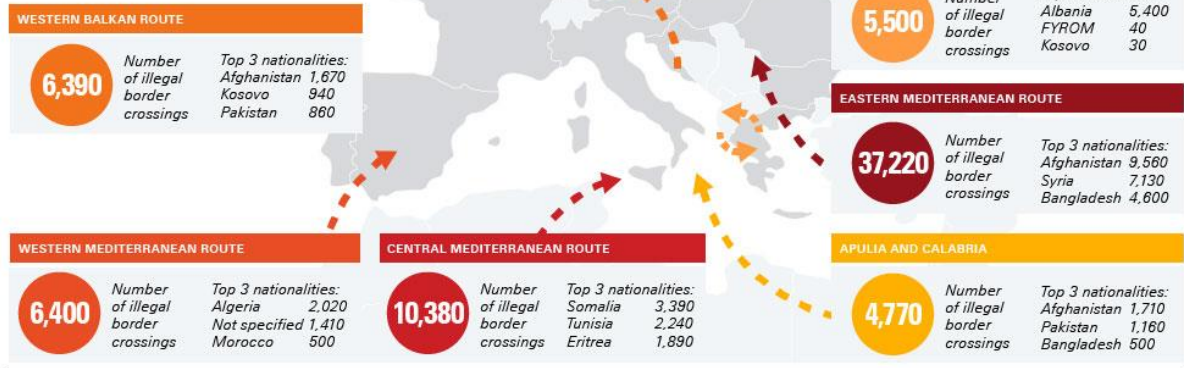 WESTERN BALKAN ROUTE
6,390
Number
of illegal
border
crossings
Top 3 nationalities:
Afghanistan 1,670
Kosovo 940
Pakistan 860
5,500
Number
of illegal
border
crossings
Albania 5,400
FYROM 40
Kosovo 30
EASTERN MEDITERRANEAN ROUTE
37,220
Number
of illegal
border
crossings
Top 3 nationalities:
Afghanistan 9,560
Syria 7,130
Bangladesh 4,600
WESTERN MEDITERRANEAN ROUTE
6,400
Number
of illegal
border
crossings
Top 3 nationalities:
Algeria 2,020
Not specified 1,410
Morocco 500
CENTRAL MEDITERRANEAN ROUTE
10,380
Number
of illegal
border
crossings
Top 3 nationalities:
Somalia 3,390
Tunisia 2,240
Eritrea 1,890
APULIA AND CALABRIA
4,770
Number
of illegal
border
crossings
Top 3 nationalities:
Afghanistan 1,710
Pakistan 1,160
Bangladesh 500